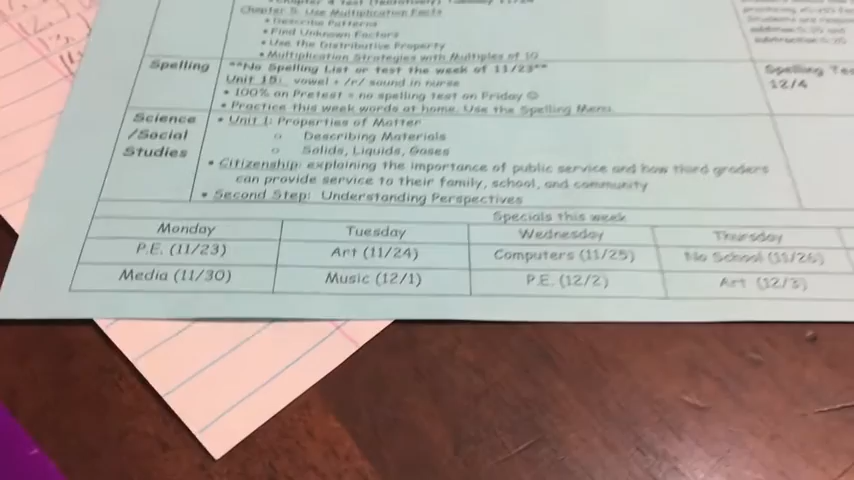 Chapter 5: Use Multiplication Facts
• Describe Patterns
• Find Unknown Factors
• Use the Distributive Property
• Multiplication Strategies with Multiples of 10
Spelling
**No Spelling List or test the week of 11/23**
Unit 15: vowel + /r/ sound in nurse
• 100% on Pretest = no spelling test on Friday ☺
• Practice this week words at home. Use the Spelling Menu.
Spelling Tes
12/4
Science
/Social
Studies
• Unit 1: Properties of Matter
o Describing Materials
o Solids, Liquids, Gases
• Citizenship: explaining the importance of public service and how third graders
can provide service to their family, school, and community
• Second Step: Understanding Perspectives
Specials this week
Monday Tuesday Wednesday Thursday
P.E. (11/23) Art (11/24) Computers (11/25) No School (11/26)
Media (11/30) Music (12/1) P.E. (12/2) Art (12/3)